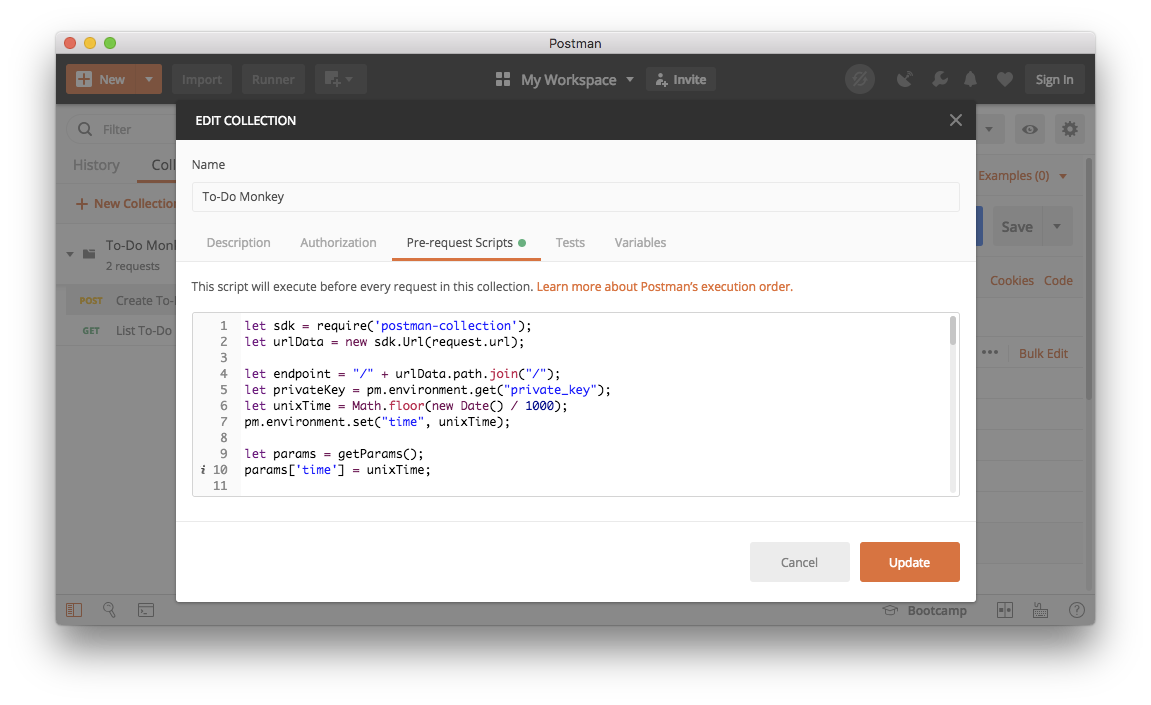 Postman
New
Import
Runner
My Workspace
Invite
Sign In
Filter
History
Coll
New Collection
To-Do Monk
2 requests
POST Create To-
GET List To-Do
Examples (0)
Save
Cookies Code
Bulk Edit
EDIT COLLECTION
Name
To-Do Monkey
Description Authorization Pre-request Scripts Tests Variables
This script will execute before every request in this collection. Learn more about Postman's execution order.
1 let sdk = require('postman-collection');
2 let urlData = new sdk.Url(request.url);
3
4 let endpoint = "/" + urlData.path.join("/");
5 let privateKey = pm.environment.get("private_key");
6 let unixTime = Math.floor(new Date() / 1000);
7 pm.environment.set("time", unixTime);
8
9 let params = getParams();
i 10 params['time'] = unixTime;
11
Cancel
Update
Bootcamp